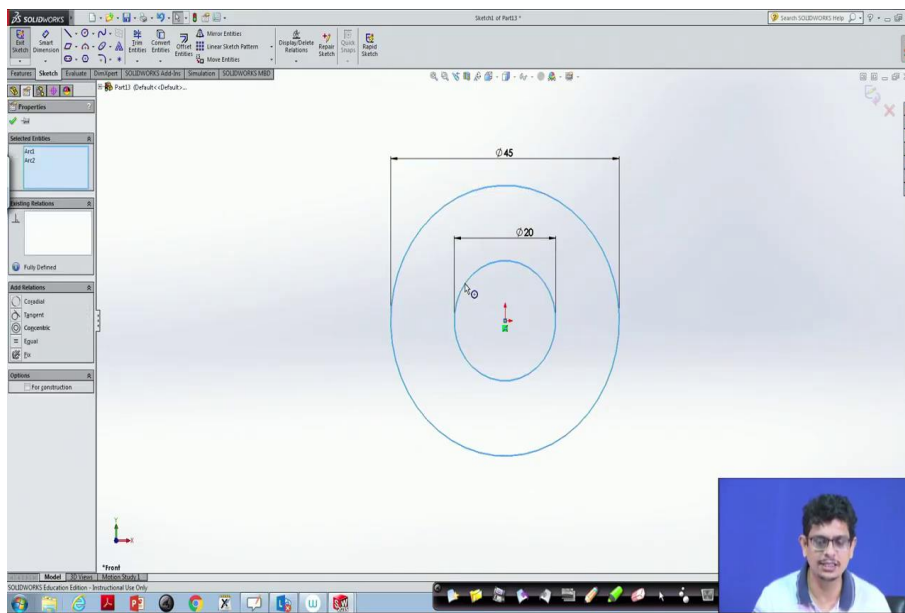 SOLIDWORKS
Sketch1 of Part13 *
Search SOLIDWORKS Help
Exit Sketch
Smart Dimension
Trim Entities
Convert Entities
Offset Entities
Mirror Entities
Linear Sketch Pattern
Move Entities
Display/Delete Relations
Repair Sketch
Quick Snaps
Rapid Sketch
Features Sketch Evaluate DimXpert SOLIDWORKS Add-Ins Simulation SOLIDWORKS MBD
Part13 (Default<<Default>...
Properties
Selected Entities
Arc1
Arc2
Existing Relations
Fully Defined
Add Relations
Coradial
Tangent
Concentric
Equal
Fix
Options
For construction
Ø45
Ø20
Y
X
*Front
Model 3D Views Motion Study 1
SOLIDWORKS Education Edition - Instructional Use Only